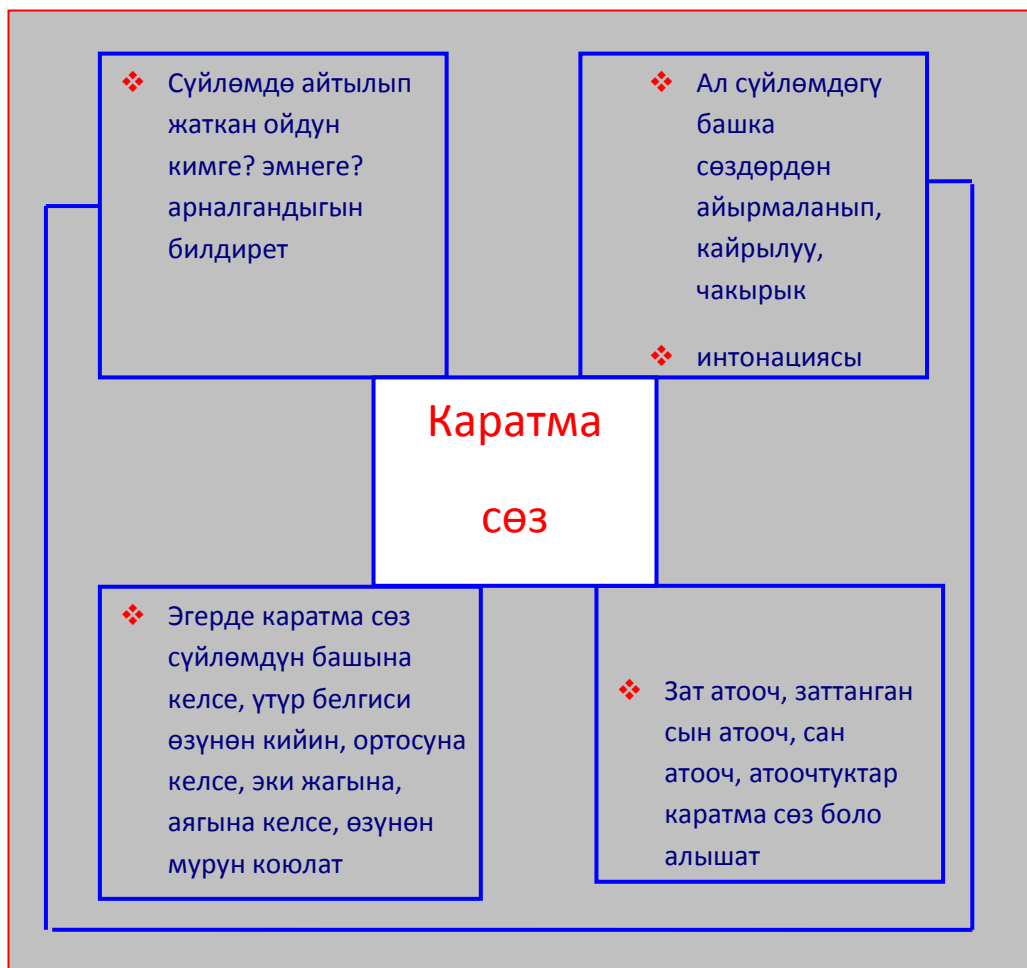 Сүйлөмдө айтылып
жаткан ойдун
кимге? эмнеге?
арналгандыгын
билдирет
Ал сүйлөмдөгү
башка
сөздөрдөн
айырмаланып,
кайрылуу,
чакырык
интонациясы
Каратма
сөз
Эгерде каратма сөз
сүйлөмдүн башына
келсе, үтүр белгиси
өзүнөн кийин, ортосуна
келсе, эки жагына,
аягына келсе, өзүнөн
мурун коюлат
Зат атооч, заттанган
сын атооч, сан
атооч, атоочтуктар
каратма сөз боло
алышат